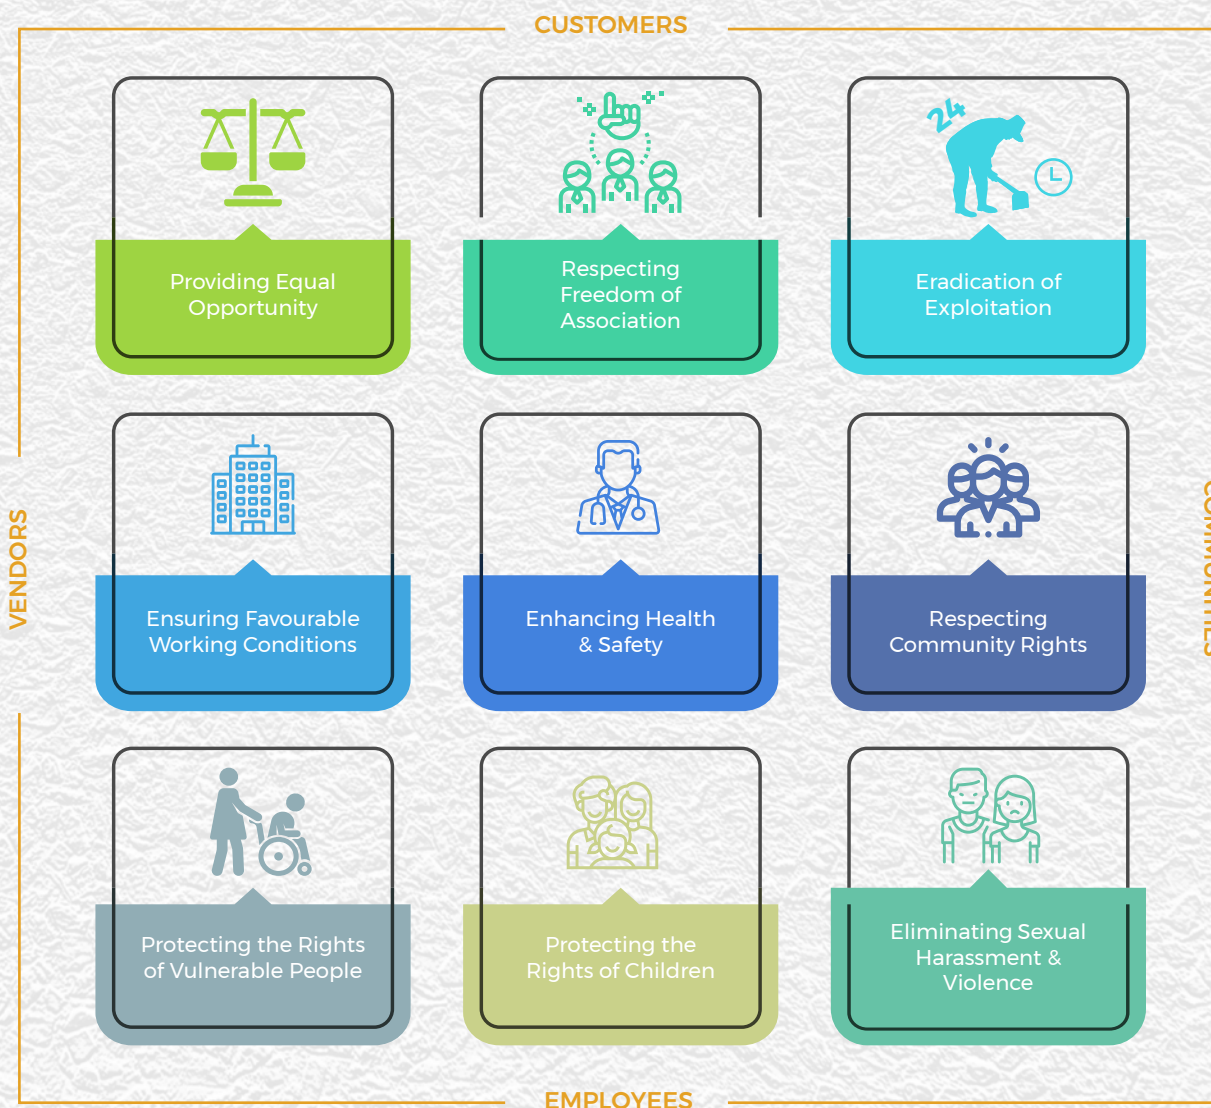 CUSTOMERS
24
Providing Equal
Opportunity
Respecting
Freedom of
Association
Eradication of
Exploitation
VENDORS
COMMUNITIES
Ensuring Favourable
Working Conditions
Enhancing Health
& Safety
Respecting
Community Rights
Protecting the Rights
of Vulnerable People
Protecting the
Rights of Children
Eliminating Sexual
Harassment &
Violence
EMPLOYEES